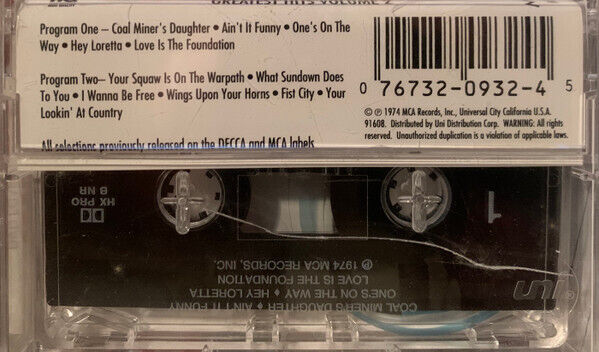 GREATEST HITS VOLUME 2
Program One– Coal Miner's Daughter • Ain't It Funny • One's On The
Way • Hey Loretta • Love Is The Foundation
Program Two– Your Squaw Is On The Warpath • What Sundown Does
To You • I Wanna Be Free • Wings Upon Your Horns • Fist City • Your
Lookin' At Country
All selections previously released on the DECCA and MCA labels
0 76732-0932-4 5
© ℗ 1974 MCA Records, Inc., Universal City California U.S.A.
91608. Distributed by Uni Distribution Corp. WARNING: All rights
reserved. Unauthorized duplication is a violation of applicable laws.
COAL MINER'S DAUGHTER ♦ AIN'T IT FUNNY
ONE'S ON THE WAY ♦ HEY LORETTA
LOVE IS THE FOUNDATION
℗ 1974 MCA RECORDS, INC.
1
HX PRO
B NR